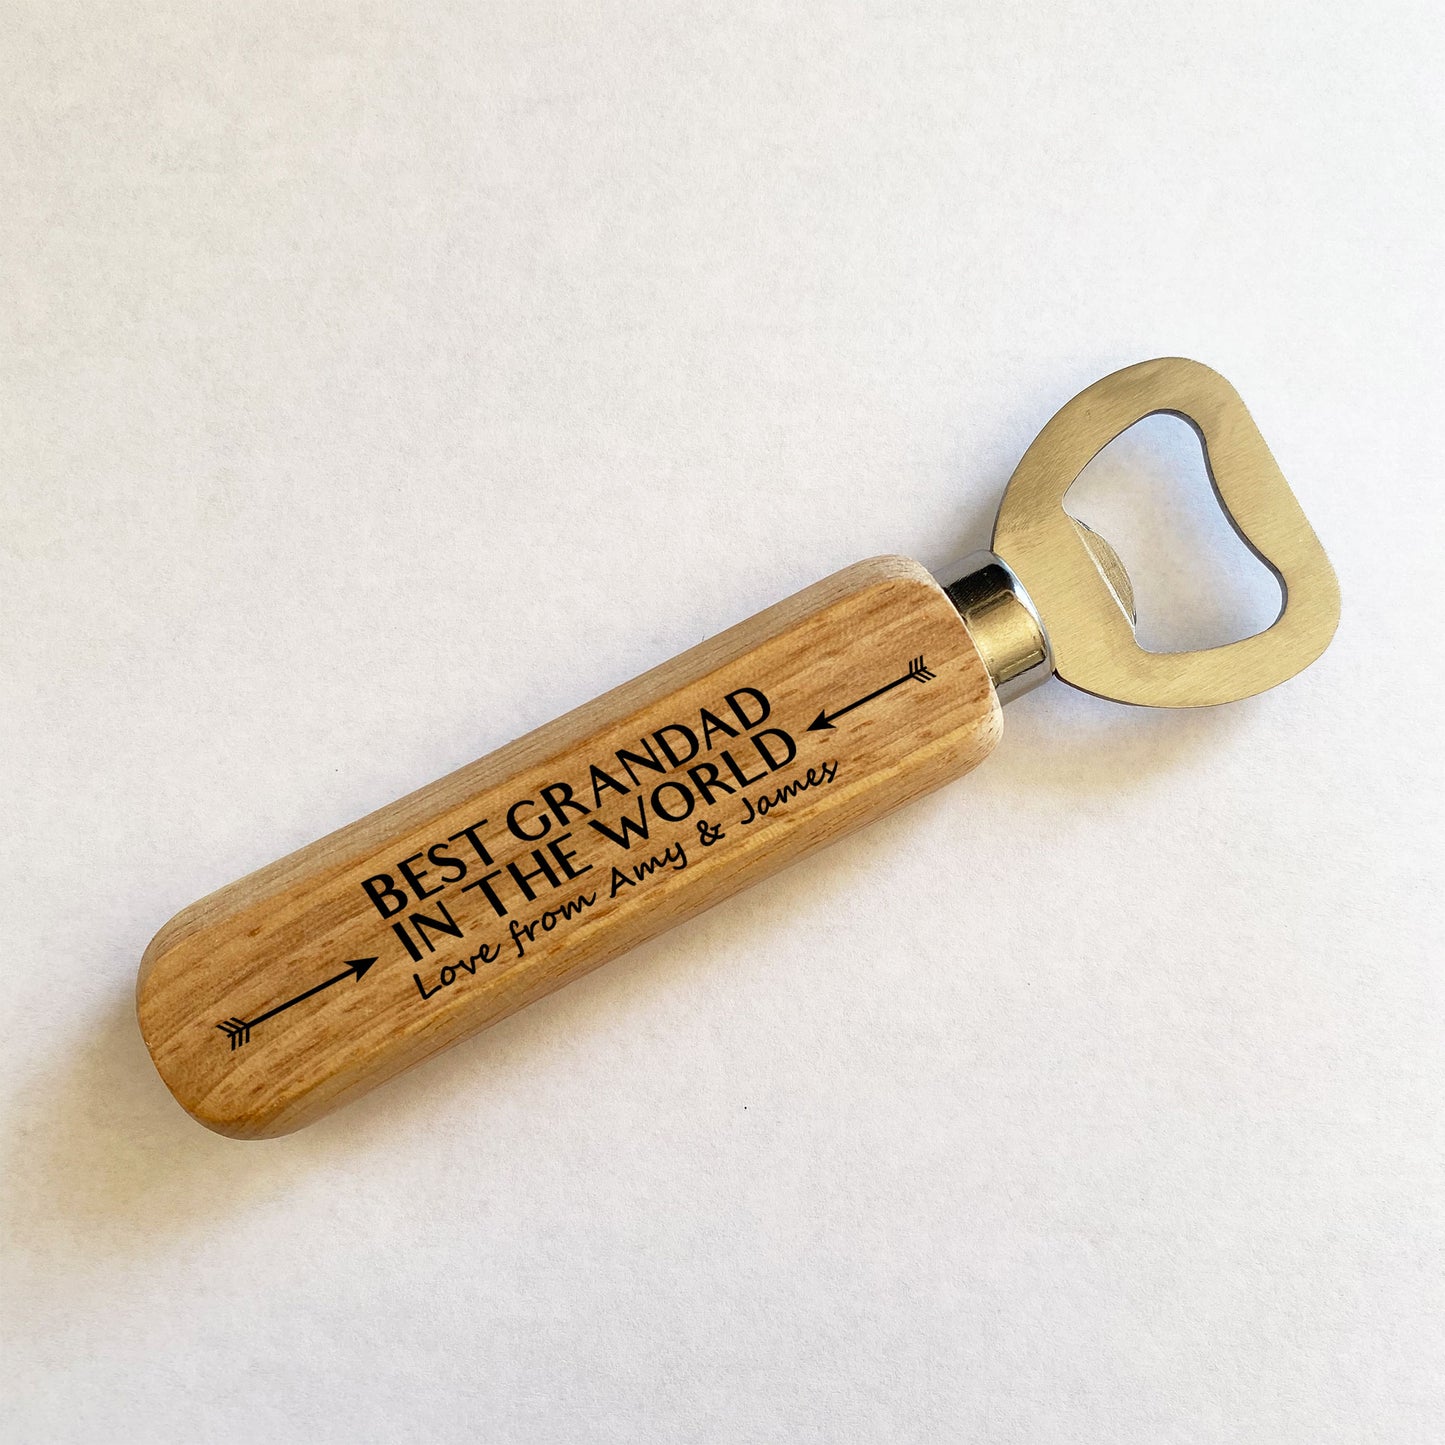 BEST GRANDAD
IN THE WORLD
Love from Amy & James